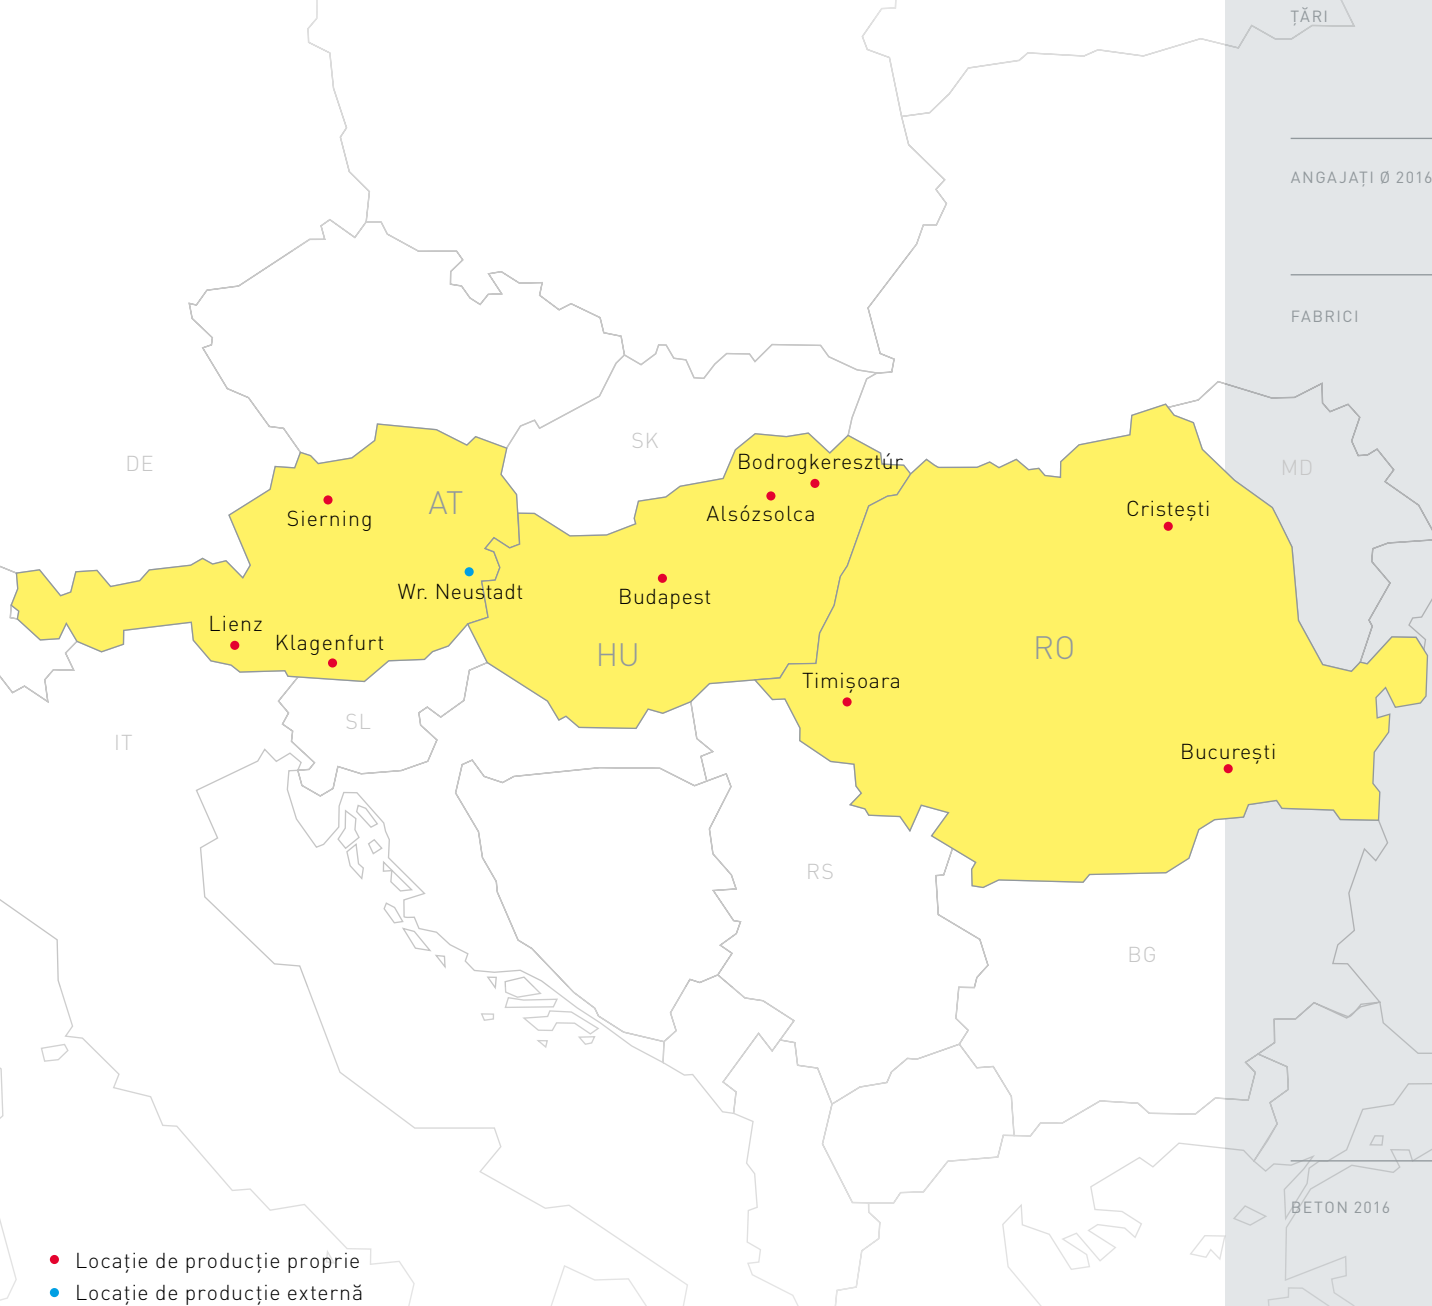 ȚĂRI
ANGAJAȚI Ø 2016
FABRICI
SK
DE
Bodrogkeresztúr
MD
AT
Alsózsolca
Cristești
Sierning
Wr. Neustadt
Budapest
Lienz
Klagenfurt
HU
RO
Timișoara
SL
IT
București
RS
BG
BETON 2016
Locație de producție proprie
Locație de producție externă